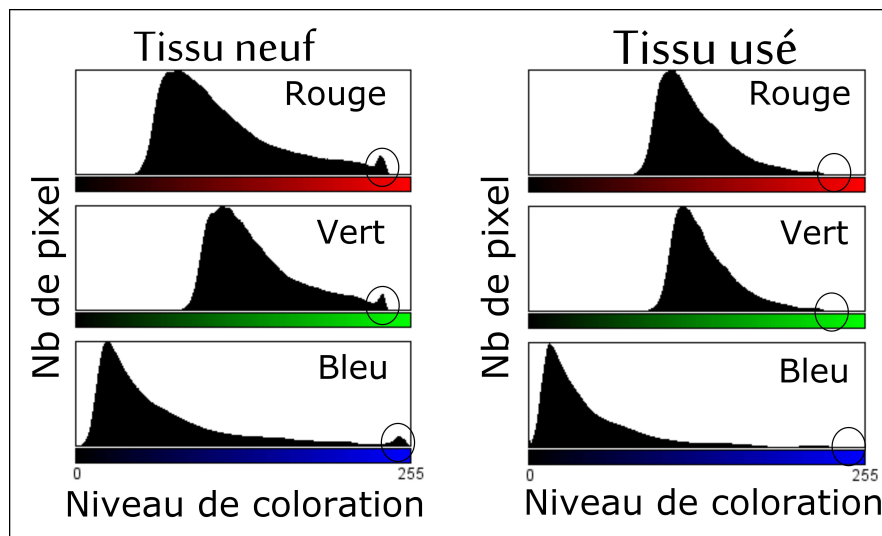 Tissu neuf
Rouge
Vert
Bleu
Nb de pixel
0 255
Niveau de coloration
Tissu usé
Rouge
Vert
Bleu
Nb de pixel
0 255
Niveau de coloration